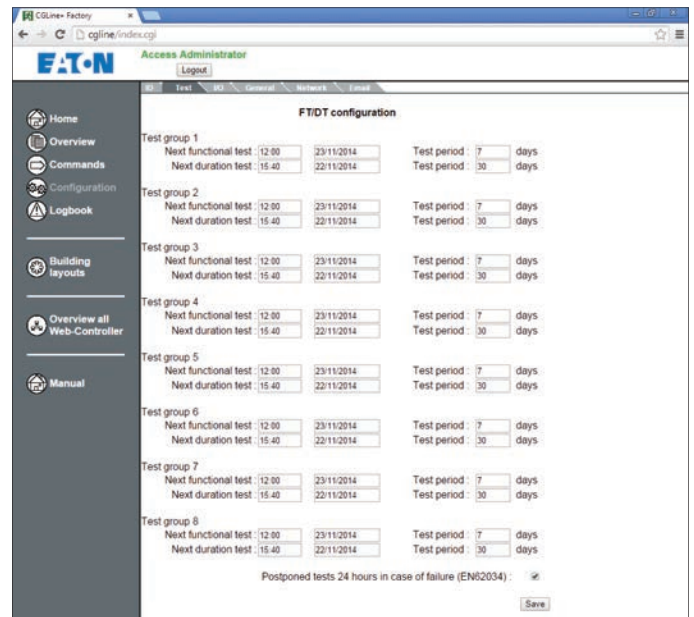 CGLine+ Factory
cgline/index.cgi
EATON
Access Administrator
Logout
ID Test I/O General Network Email
Home
Overview
Commands
Configuration
Logbook
Building
layouts
Overview all
Web-Controller
Manual
FT/DT configuration
Test group 1
Next functional test : 12:00 23/11/2014 Test period : 7 days
Next duration test : 15:40 22/11/2014 Test period : 30 days
Test group 2
Next functional test : 12:00 23/11/2014 Test period : 7 days
Next duration test : 15:40 22/11/2014 Test period : 30 days
Test group 3
Next functional test : 12:00 23/11/2014 Test period : 7 days
Next duration test : 15:40 22/11/2014 Test period : 30 days
Test group 4
Next functional test : 12:00 23/11/2014 Test period : 7 days
Next duration test : 15:40 22/11/2014 Test period : 30 days
Test group 5
Next functional test : 12:00 23/11/2014 Test period : 7 days
Next duration test : 15:40 22/11/2014 Test period : 30 days
Test group 6
Next functional test : 12:00 23/11/2014 Test period : 7 days
Next duration test : 15:40 22/11/2014 Test period : 30 days
Test group 7
Next functional test : 12:00 23/11/2014 Test period : 7 days
Next duration test : 15:40 22/11/2014 Test period : 30 days
Test group 8
Next functional test : 12:00 23/11/2014 Test period : 7 days
Next duration test : 15:40 22/11/2014 Test period : 30 days
Postponed tests 24 hours in case of failure (EN62034) :
Save